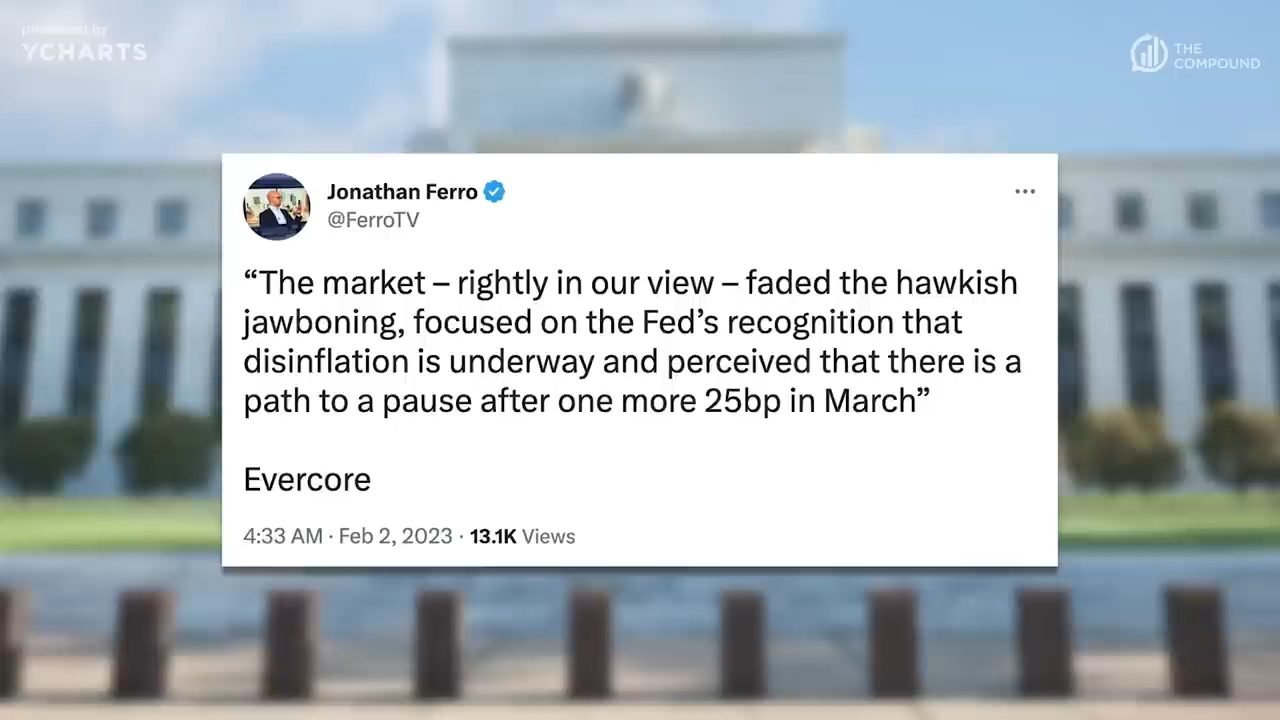 presented by
YCHARTS
THE
COMPOUND
Jonathan Ferro
@FerroTV
“The market – rightly in our view – faded the hawkish
jawboning, focused on the Fed’s recognition that
disinflation is underway and perceived that there is a
path to a pause after one more 25bp in March”
Evercore
4:33 AM · Feb 2, 2023 · 13.1K Views